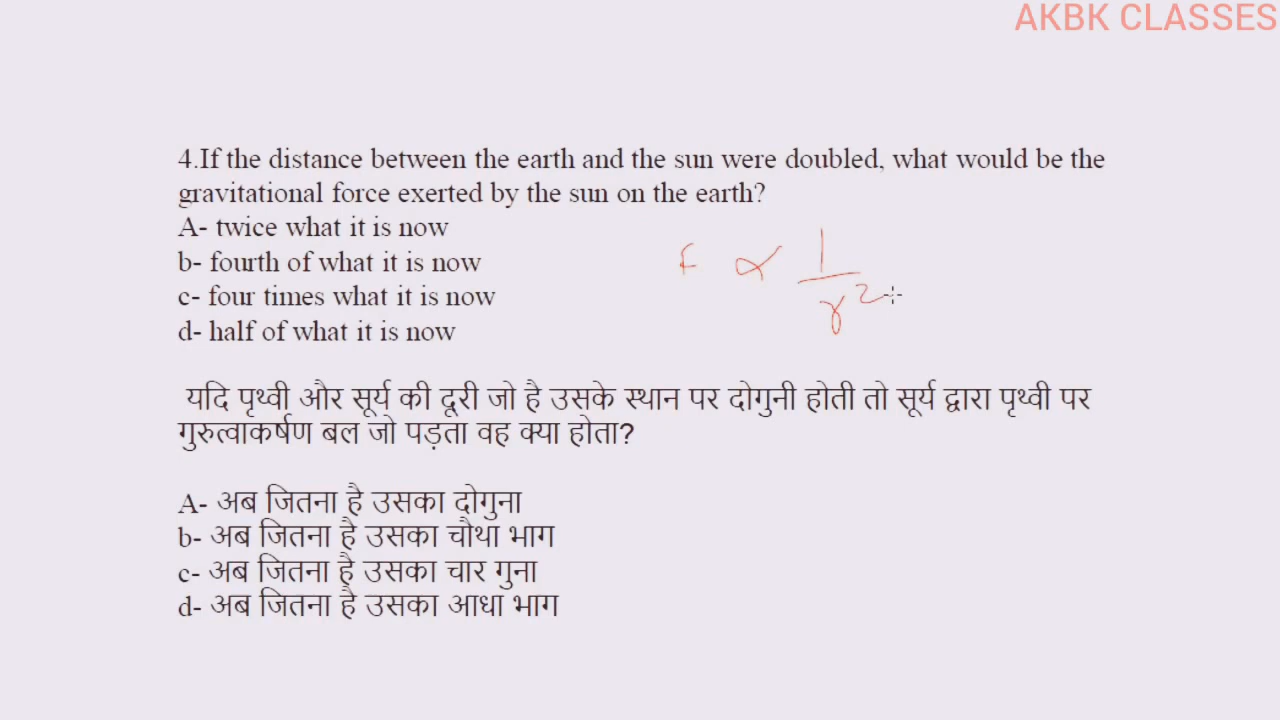 AKBK CLASSES
4.If the distance between the earth and the sun were doubled, what would be the
gravitational force exerted by the sun on the earth?
A- twice what it is now
b- fourth of what it is now
c- four times what it is now
d- half of what it is now
F ∝ 1/r²
यदि पृथ्वी और सूर्य की दूरी जो है उसके स्थान पर दोगुनी होती तो सूर्य द्वारा पृथ्वी पर
गुरुत्वाकर्षण बल जो पड़ता वह क्या होता?
A- अब जितना है उसका दोगुना
b- अब जितना है उसका चौथा भाग
c- अब जितना है उसका चार गुना
d- अब जितना है उसका आधा भाग